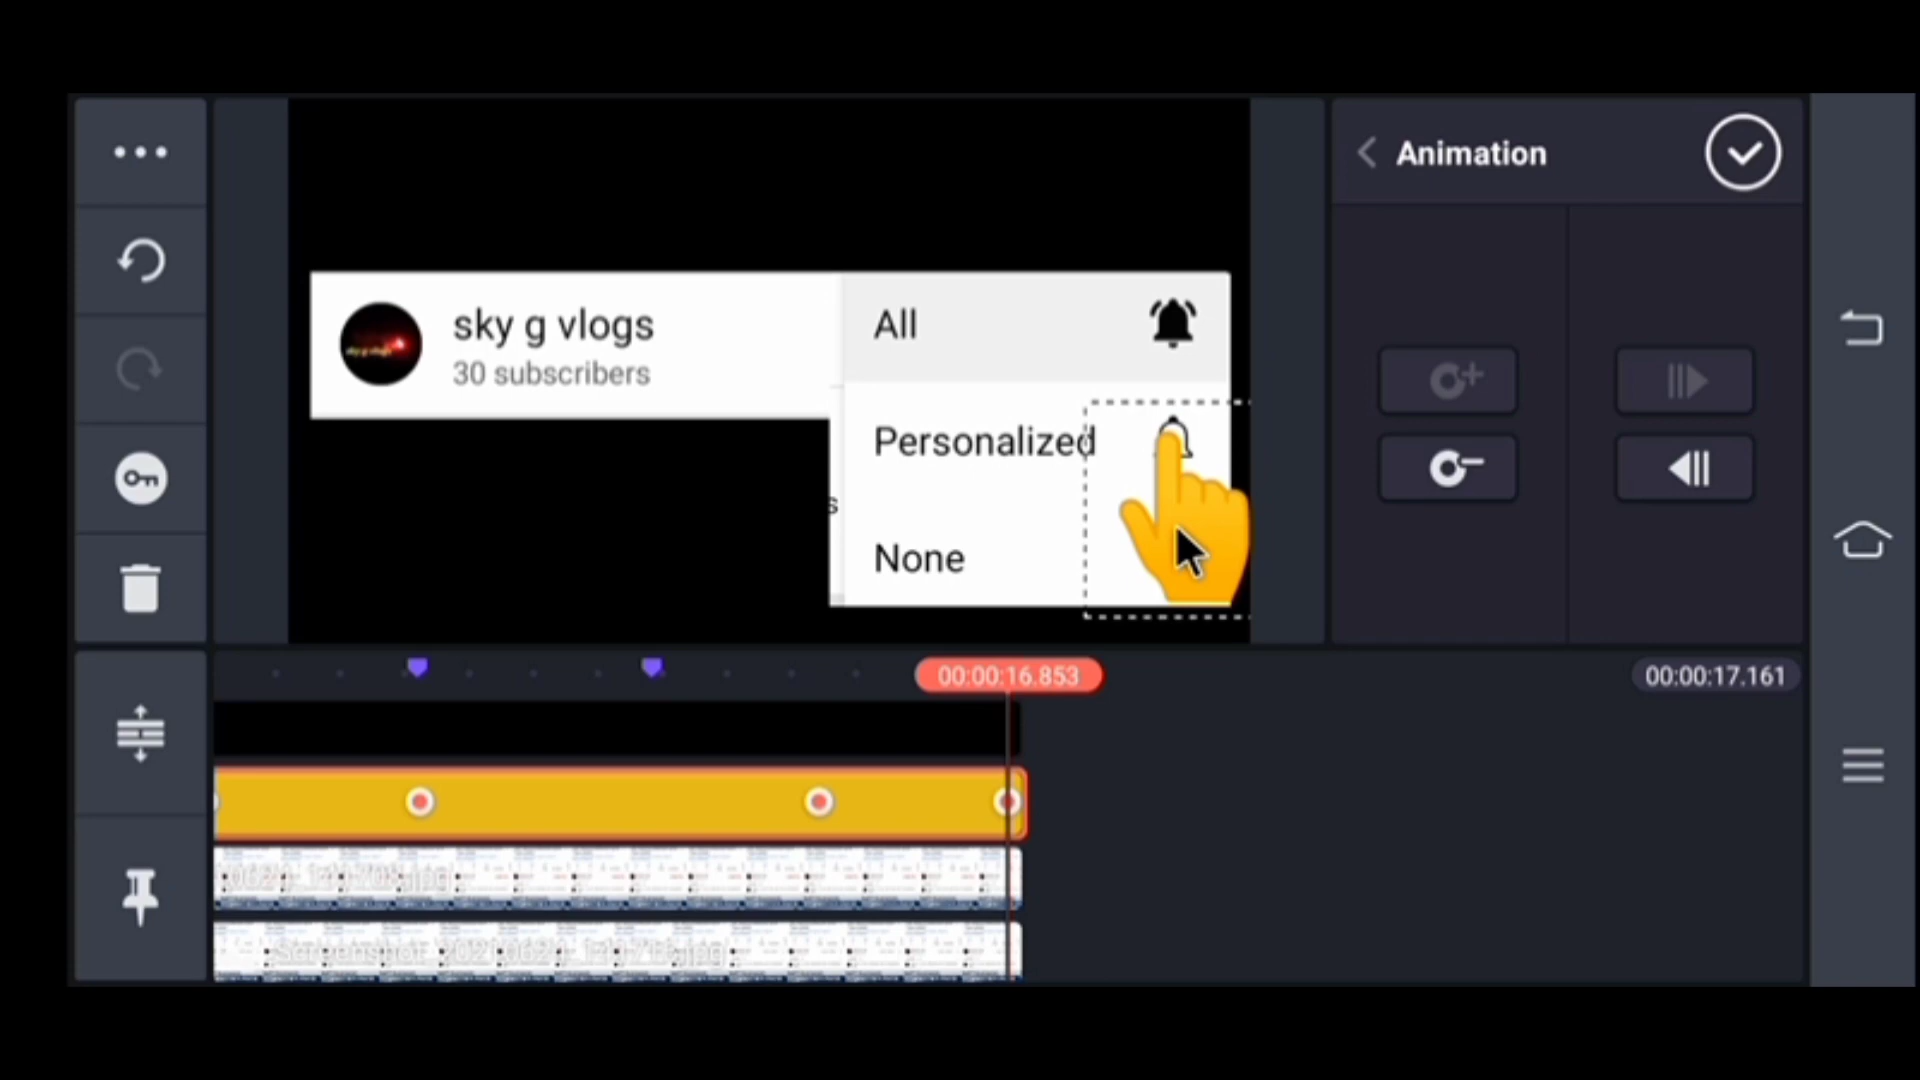 Animation
sky g vlogs
30 subscribers
All
Personalized
s
None
00:00:16.853
00:00:17.161